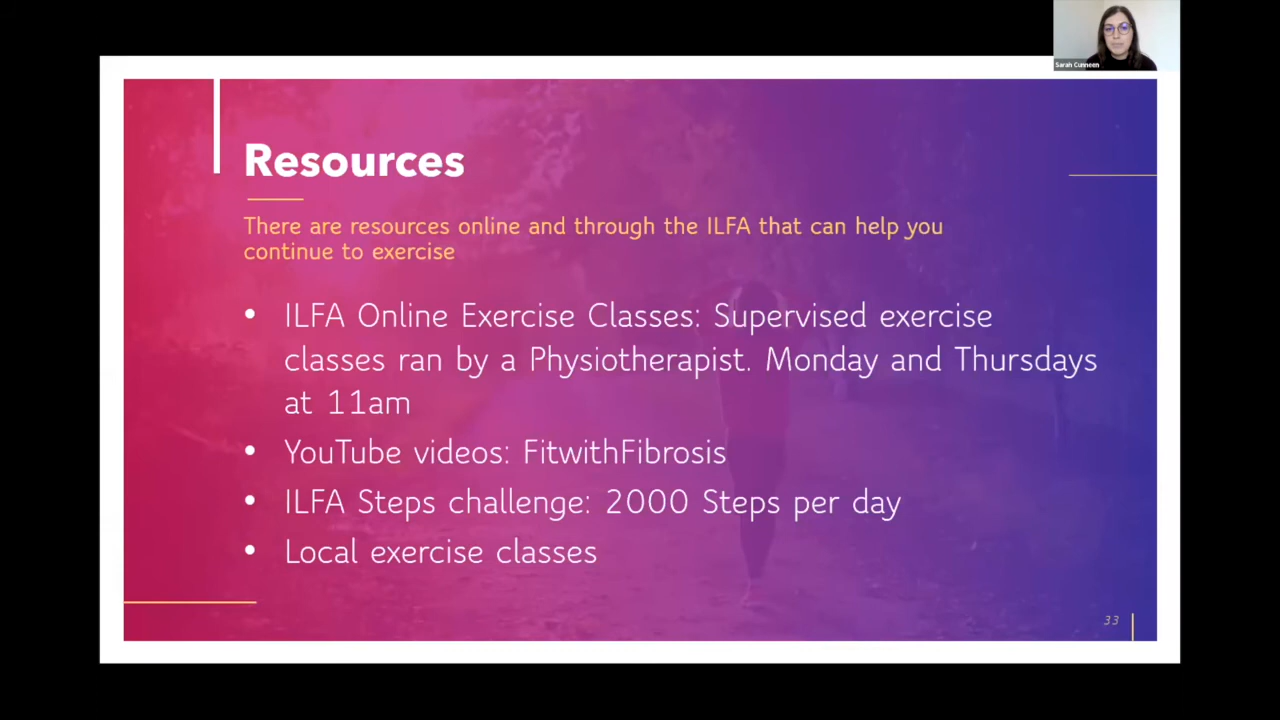 Sarah Cunneen
Resources
There are resources online and through the ILFA that can help you
continue to exercise
• ILFA Online Exercise Classes: Supervised exercise
classes ran by a Physiotherapist. Monday and Thursdays
at 11am
• YouTube videos: FitwithFibrosis
• ILFA Steps challenge: 2000 Steps per day
• Local exercise classes
33